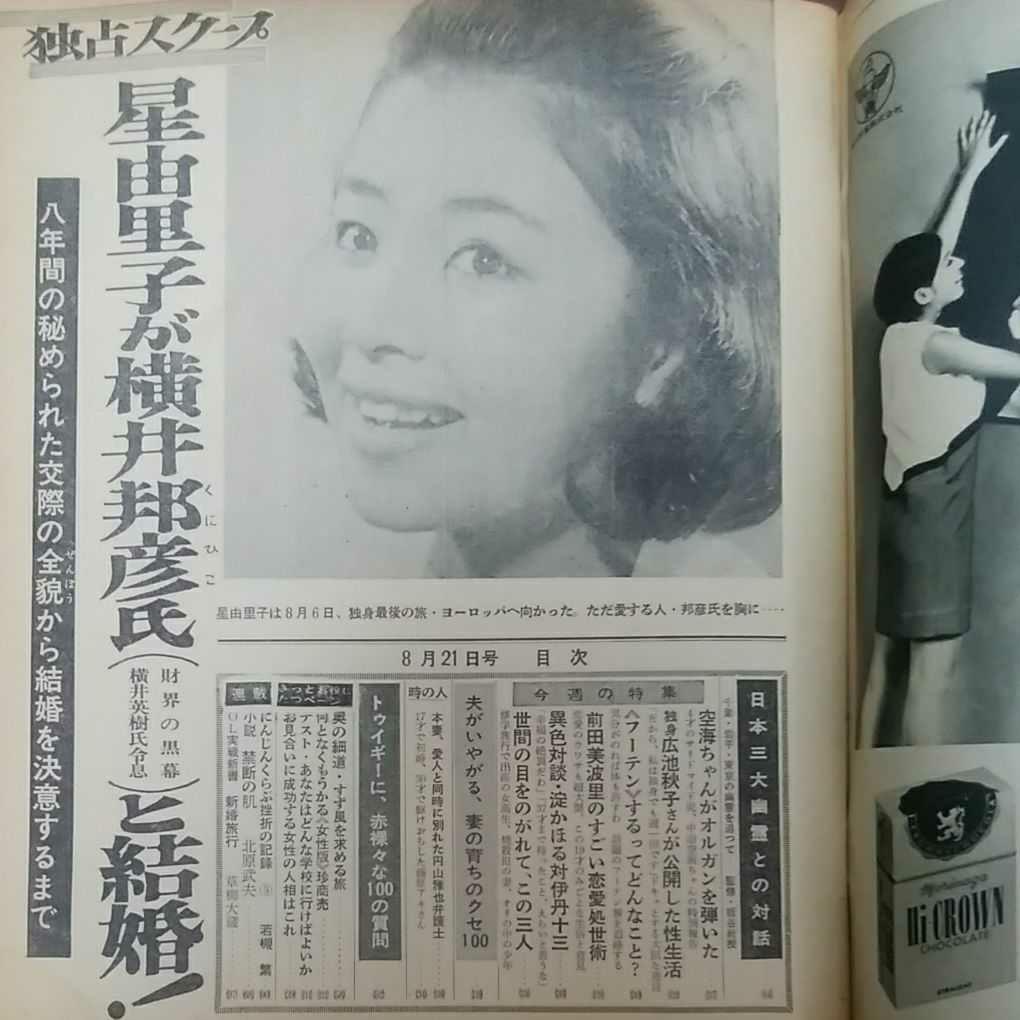 独占スクープ
星由里子が横井邦彦氏と結婚!
くにひこ
(財界の黒幕
横井英樹氏令息)
八年間の秘められた交際の全貌から結婚を決意するまで
ぜんぼう
星由里子は8月6日、独身最後の旅・ヨーロッパへ向かった。ただ愛する人・邦彦氏を胸に……
8月21日号 目次
日本三大幽霊との対話
今週の特集
空海ちゃんがオルガンを弾いた
独身広池秋子さんが公開した性生活
《フーテン》するってどんなこと?
前田美波里のすごい恋愛処世術
異色対談・淀かほる対伊丹十三
世間の目をのがれて、この三人
夫がいやがる、妻の育ちのクセ100
時の人
本妻、愛人と同時に別れた円山雅也弁護士
トゥイギーに、赤裸々な100の質問
奥の細道・すず風を求める旅
何となくもうかる《女性版》珍商売
テスト・あなたはどんな学校に行けばよいか
お見合いに成功する女性の人相はこれ
連載
にんじんくらぶ挫折の記録 若槻 繁
小説 禁断の肌 北原武夫
OL実戦新書 新婚旅行 草柳大蔵
Morinaga
Hi CROWN
CHOCOLATE